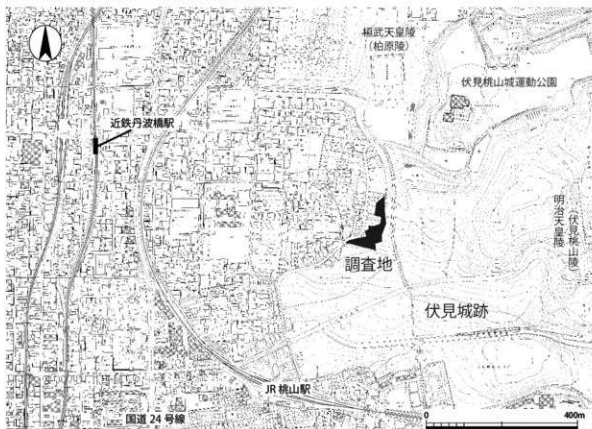 桓武天皇陵
（柏原陵）
伏見桃山城運動公園
近鉄丹波橋駅
明治天皇陵
（伏見桃山陵）
調査地
伏見城跡
JR 桃山駅
国道 24 号線
0
400m